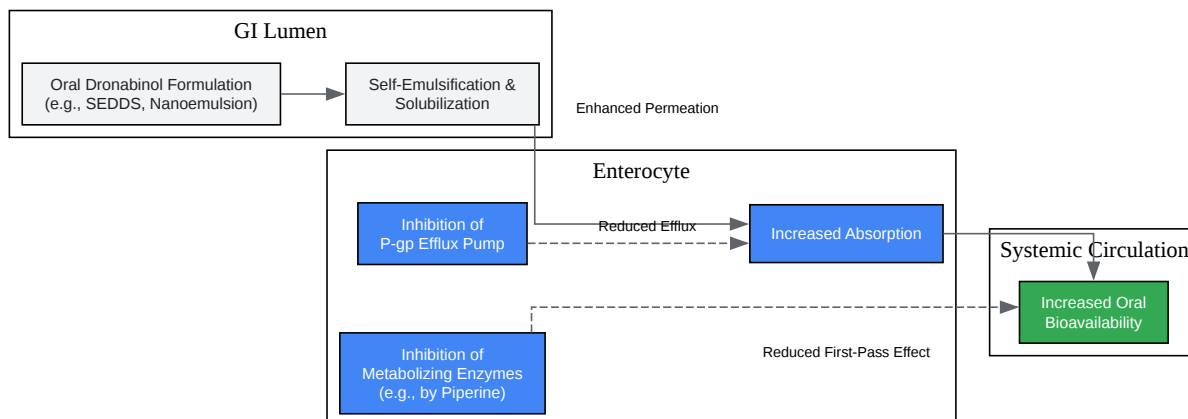 GI Lumen
Oral Dronabinol Formulation
(e.g., SEDDS, Nanoemulsion)
Self-Emulsification &
Solubilization
Enhanced Permeation
Enterocyte
Inhibition of
P-gp Efflux Pump
Reduced Efflux
Increased Absorption
Systemic Circulation
Increased Oral
Bioavailability
Inhibition of
Metabolizing Enzymes
(e.g., by Piperine)
Reduced First-Pass Effect